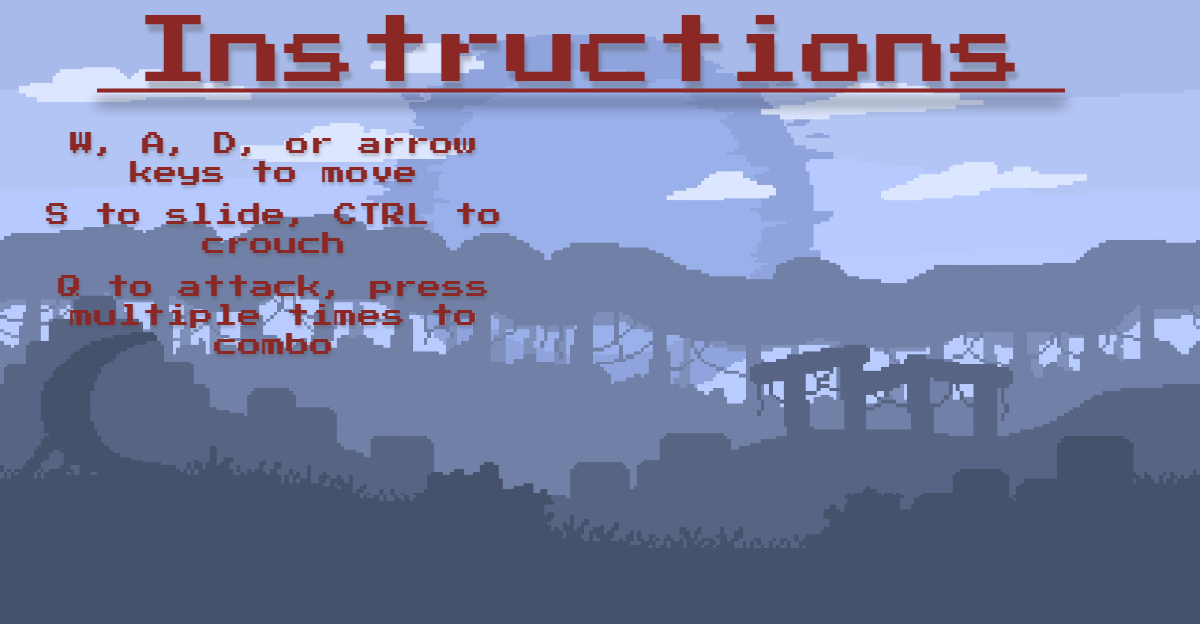 Instructions
W, A, D, or arrow
keys to move
S to slide, CTRL to
crouch
Q to attack, press
multiple times to
combo